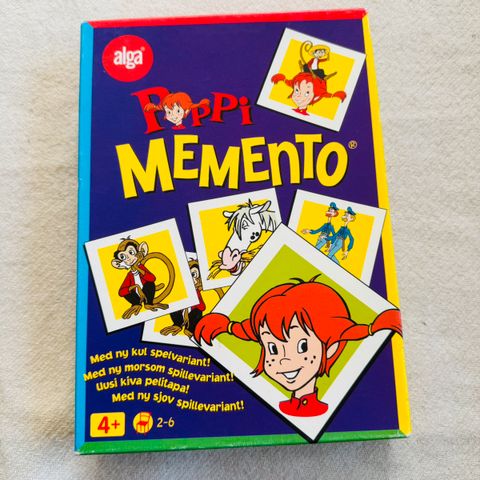 alga®
PIPPI
MEMENTO®
Med ny kul spelvariant!
Med ny morsom spillevariant!
Uusi kiva pelitapa!
Med ny sjov spillevariant!
4+ 2-6